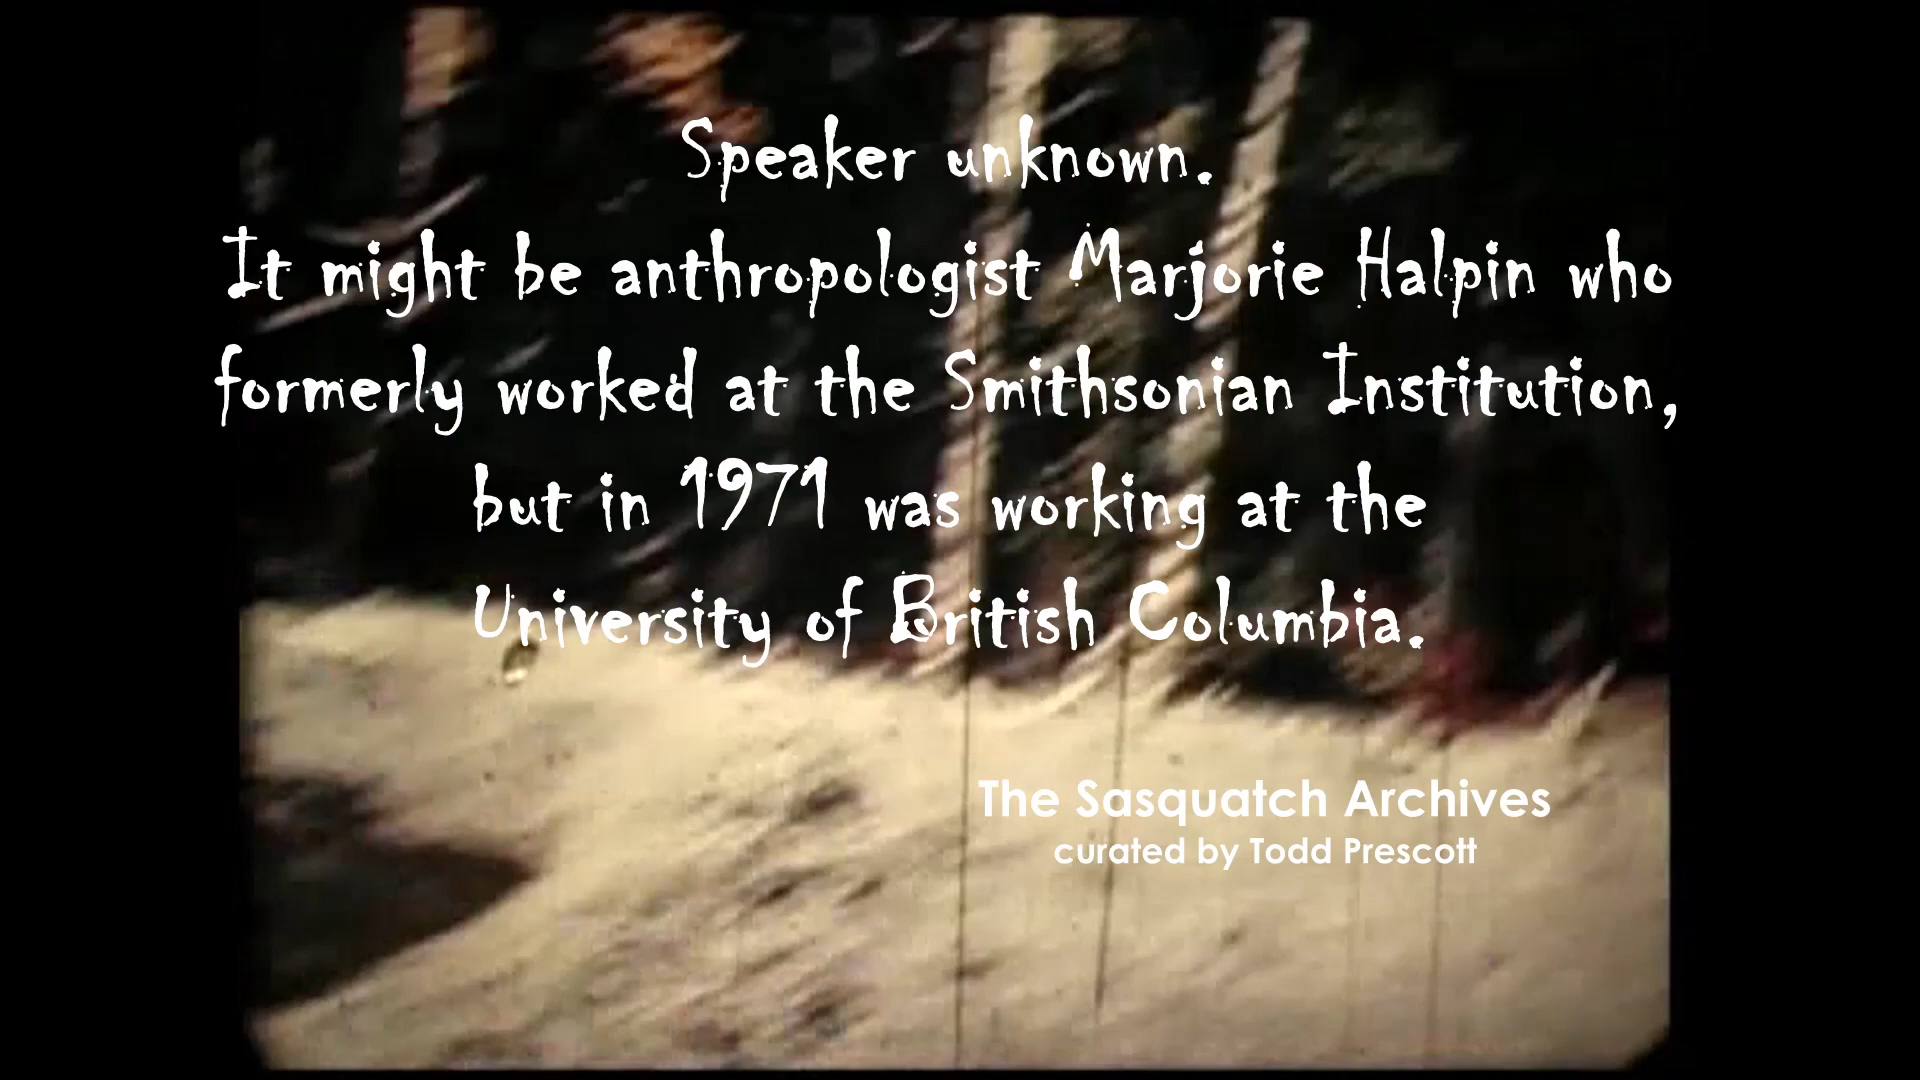 Speaker unknown.
It might be anthropologist Marjorie Halpin who
formerly worked at the Smithsonian Institution,
but in 1971 was working at the
University of British Columbia.
The Sasquatch Archives
curated by Todd Prescott